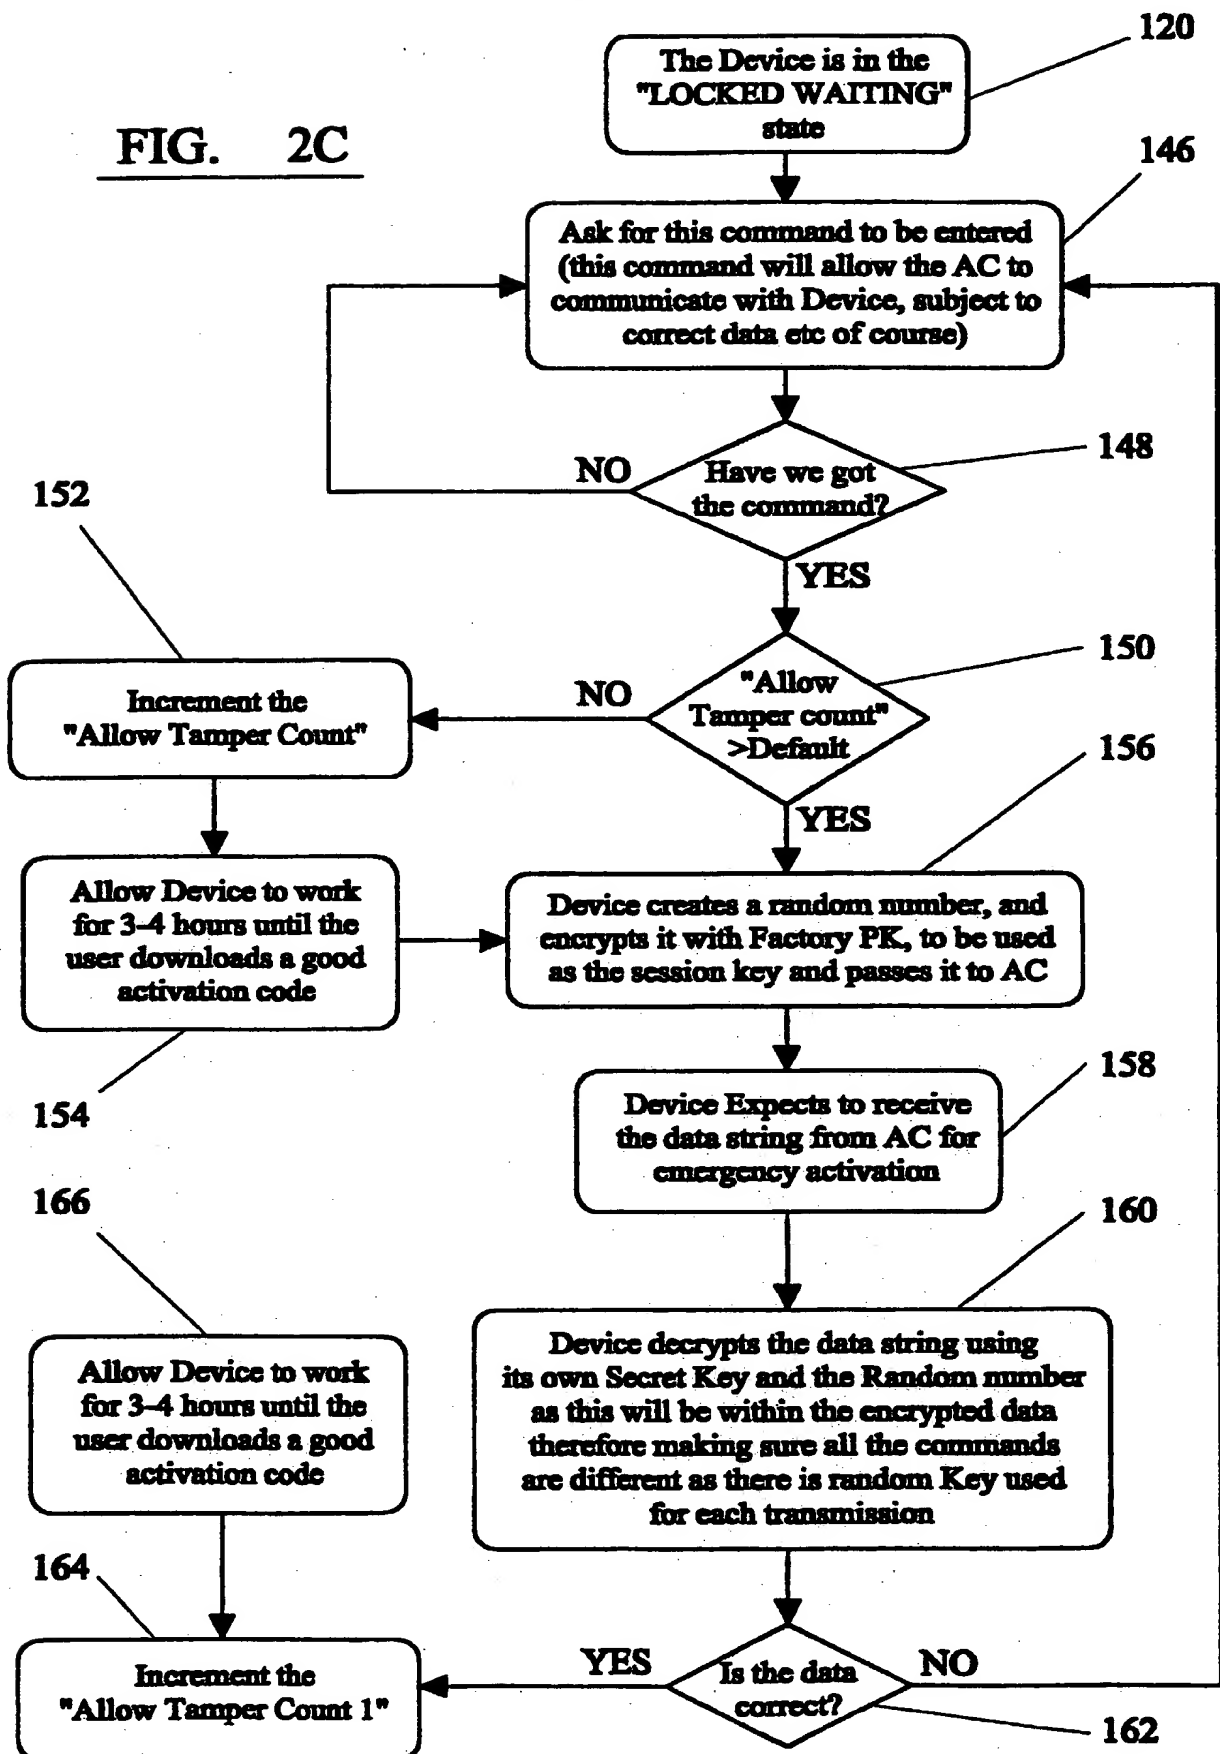 120
The Device is in the
"LOCKED WAITING"
state
FIG. 2C
146
Ask for this command to be entered
(this command will allow the AC to
communicate with Device, subject to
correct data etc of course)
148
NO
Have we got
the command?
152
YES
150
"Allow
Tamper count"
>Default
NO
Increment the
"Allow Tamper Count"
156
YES
Allow Device to work
for 3-4 hours until the
user downloads a good
activation code
Device creates a random number, and
encrypts it with Factory PK, to be used
as the session key and passes it to AC
154
158
Device Expects to receive
the data string from AC for
emergency activation
166
160
Allow Device to work
for 3-4 hours until the
user downloads a good
activation code
Device decrypts the data string using
its own Secret Key and the Random number
as this will be within the encrypted data
therefore making sure all the commands
are different as there is random Key used
for each transmission
164
Increment the
"Allow Tamper Count 1"
YES
Is the data
correct?
NO
162